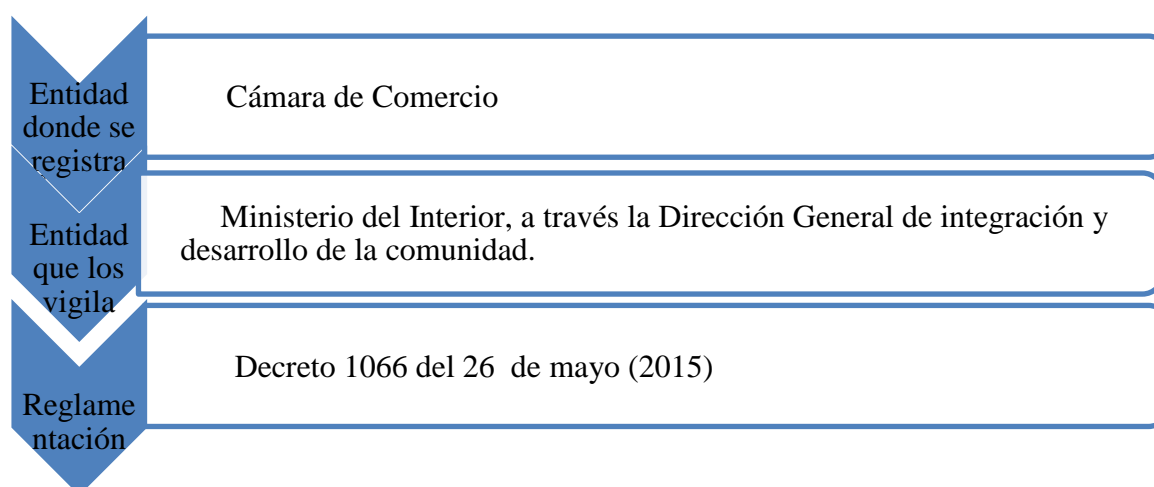 Entidad
donde se
registra
Cámara de Comercio
Entidad
que los
vigila
Ministerio del Interior, a través la Dirección General de integración y
desarrollo de la comunidad.
Reglame
ntación
Decreto 1066 del 26 de mayo (2015)